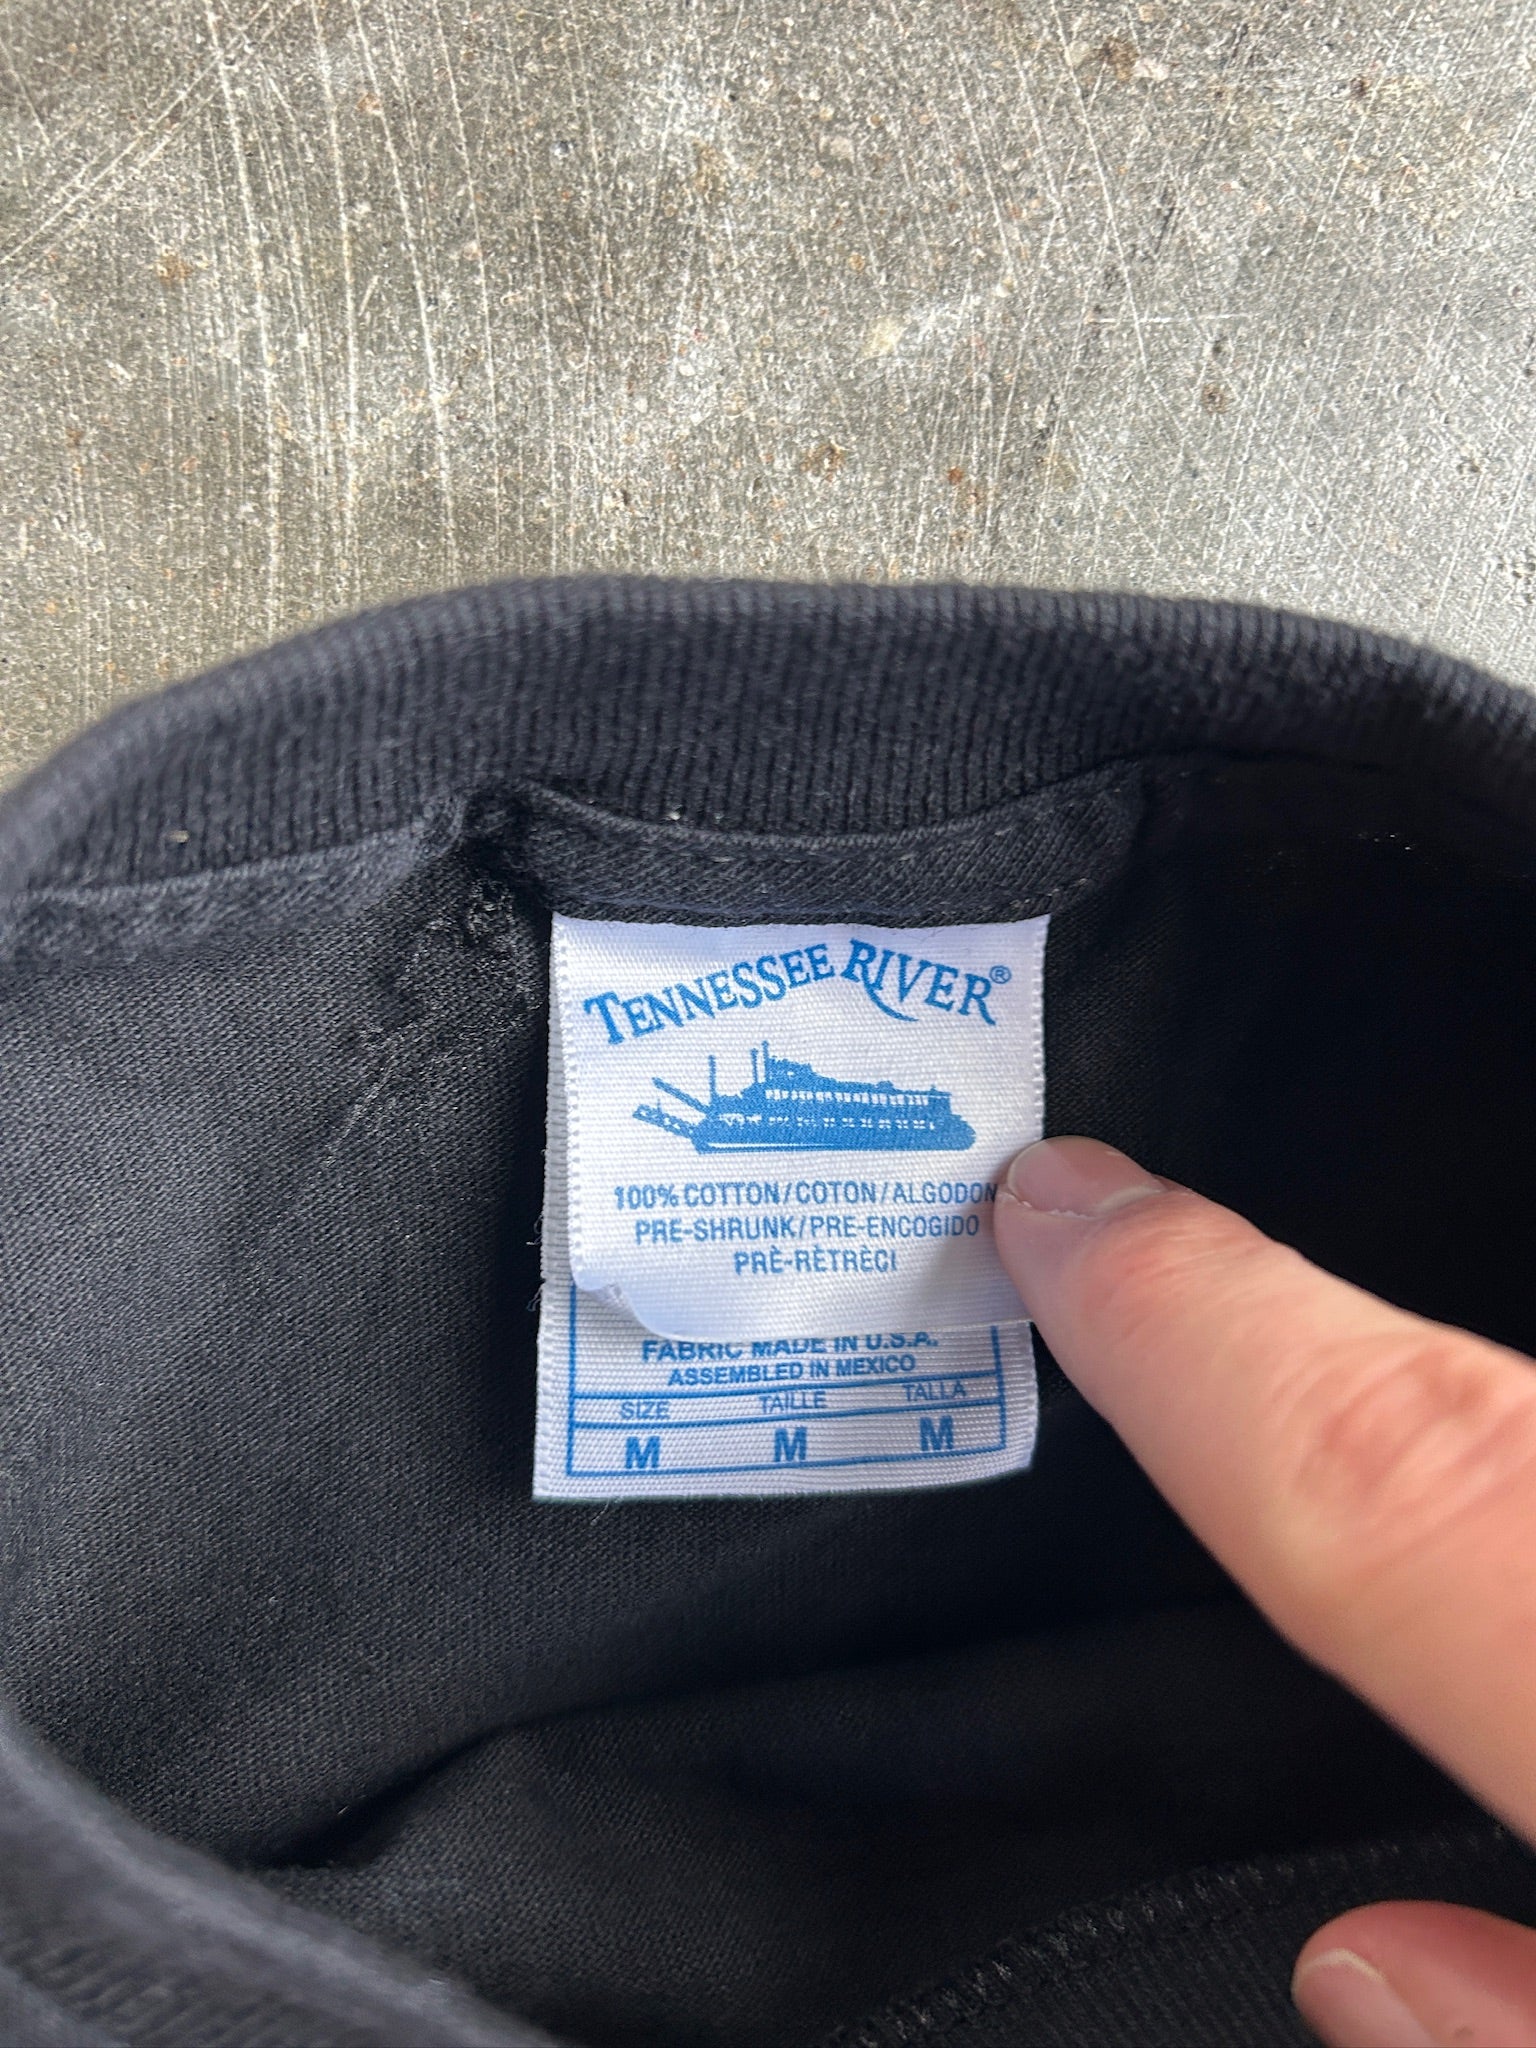 TENNESSEE RIVER®
100% COTTON/COTON/ALGODON
PRE-SHRUNK/PRE-ENCOGIDO
PRÈ-RÈTRÈCI
FABRIC MADE IN U.S.A.
ASSEMBLED IN MEXICO
SIZE TAILLE TALLA
M M M